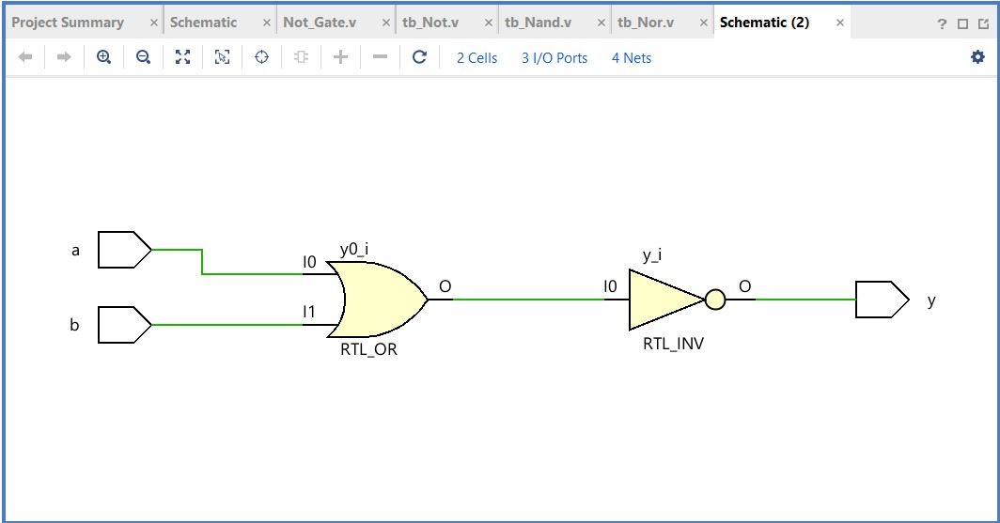 Project Summary × Schematic × Not_Gate.v × tb_Not.v × tb_Nand.v × tb_Nor.v × Schematic (2) × ?
2 Cells 3 I/O Ports 4 Nets
a
b
I0
I1
y0_i
RTL_OR
O
I0
y_i
RTL_INV
O
y